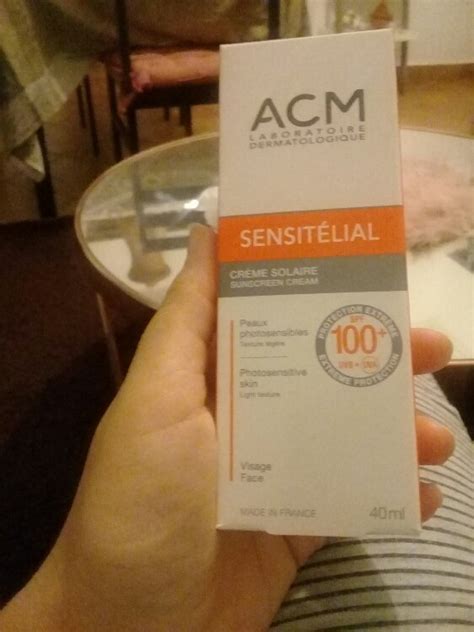 ACM
LABORATOIRE
DERMATOLOGIQUE
SENSITÉLIAL
CRÈME SOLAIRE
SUNSCREEN CREAM
Peaux
photosensibles
Texture légère
Photosensitive
skin
Light texture
PROTECTION EXTRÊME
SPF
100+
UVB + UVA
EXTREME PROTECTION
Visage
Face
MADE IN FRANCE
40ml